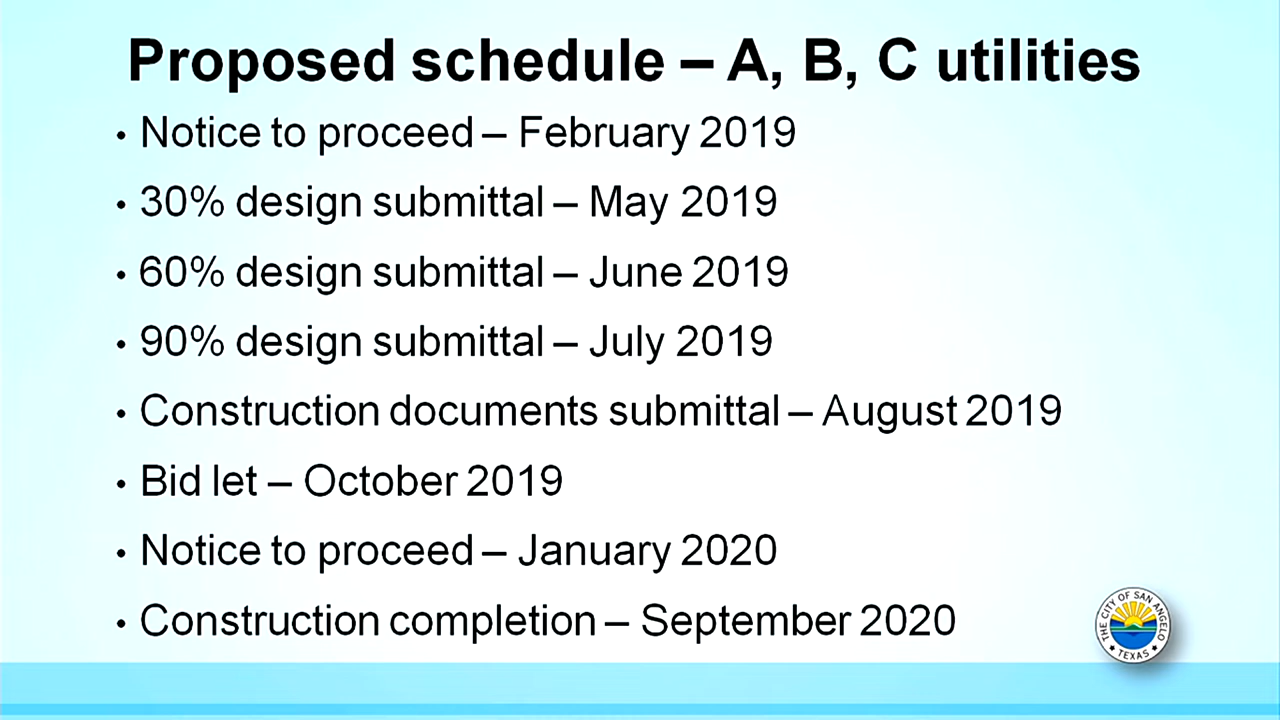 Proposed schedule – A, B, C utilities
• Notice to proceed – February 2019
• 30% design submittal – May 2019
• 60% design submittal – June 2019
• 90% design submittal – July 2019
• Construction documents submittal – August 2019
• Bid let – October 2019
• Notice to proceed – January 2020
• Construction completion – September 2020
THE CITY OF SAN ANGELO
TEXAS